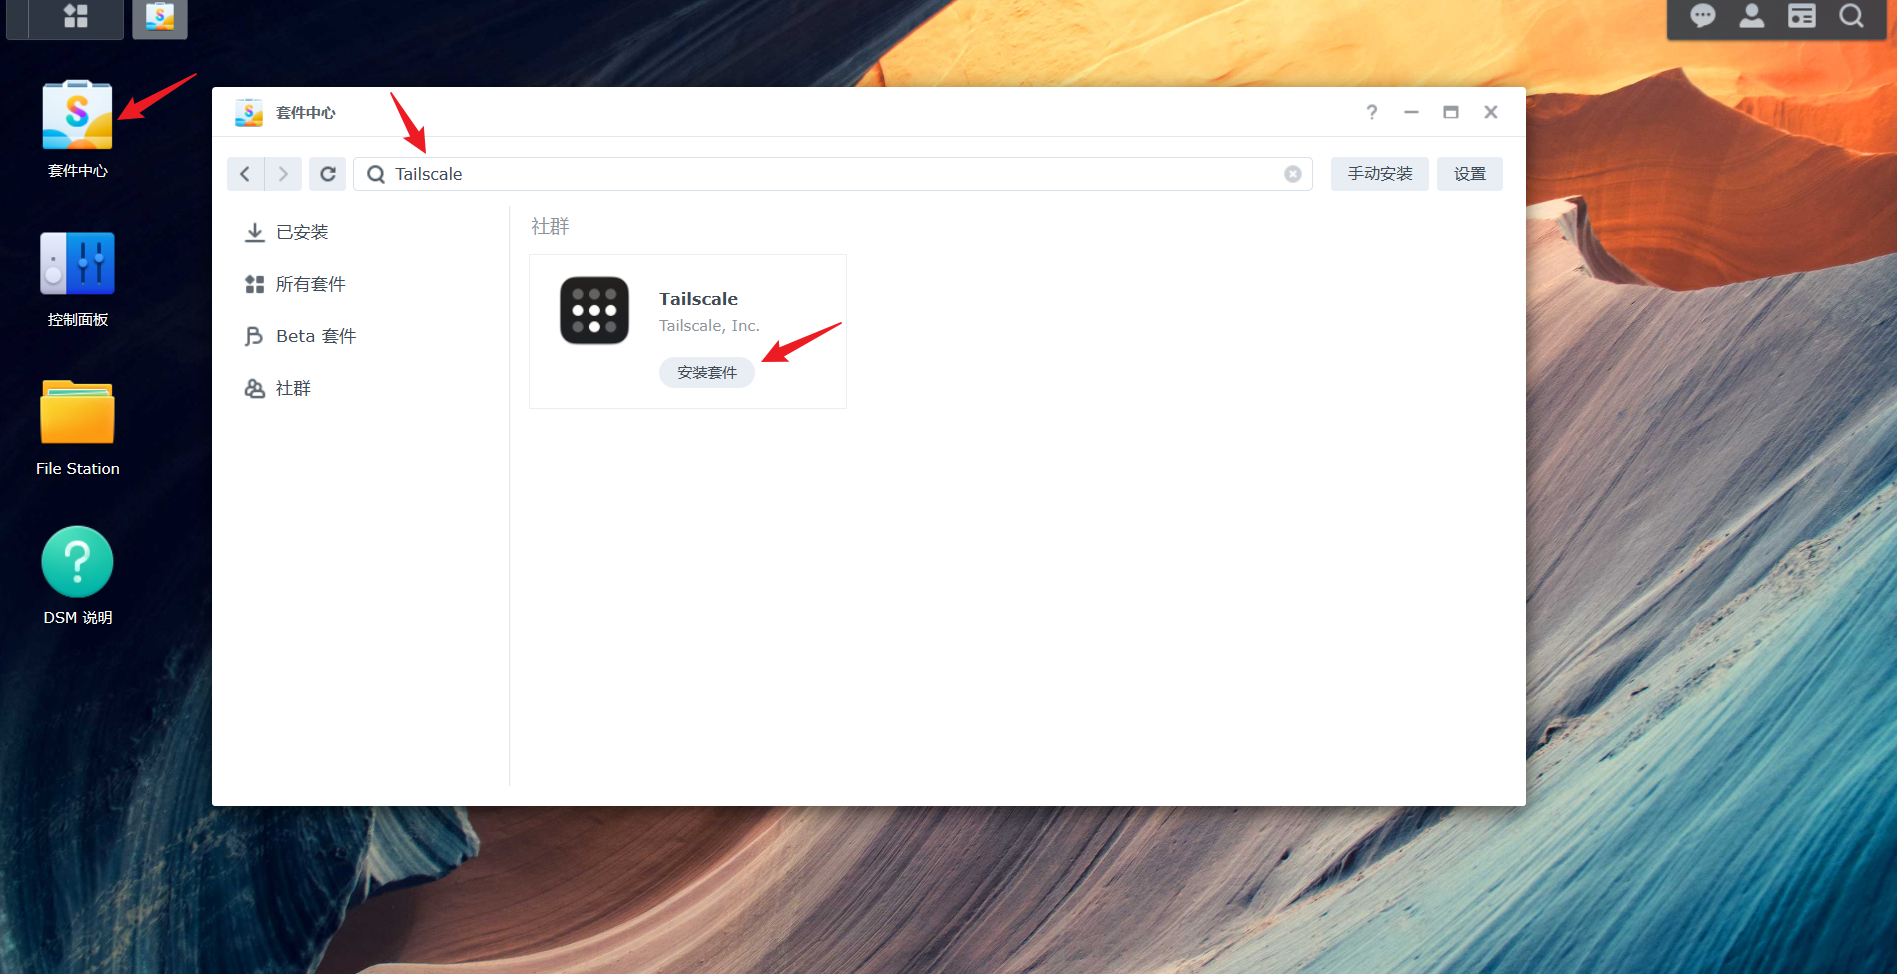 套件中心
控制面板
File Station
DSM 说明
套件中心
Tailscale
手动安装
设置
已安装
所有套件
Beta 套件
社群
社群
Tailscale
Tailscale, Inc.
安装套件